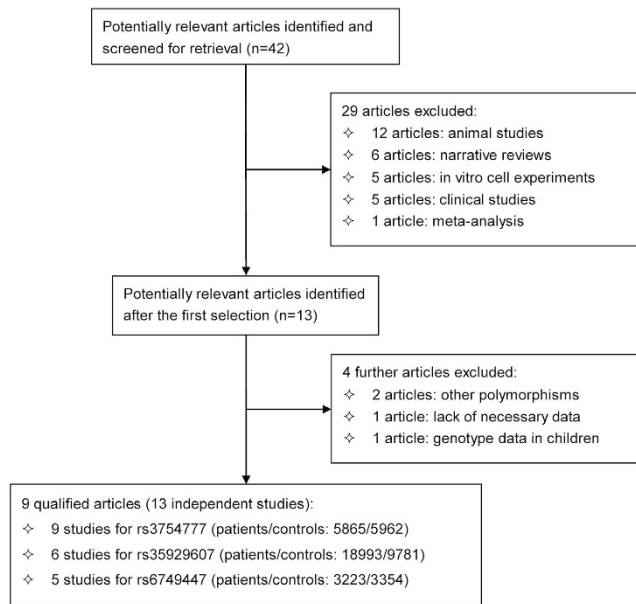 Potentially relevant articles identified and
screened for retrieval (n=42)
29 articles excluded:
✧ 12 articles: animal studies
✧ 6 articles: narrative reviews
✧ 5 articles: in vitro cell experiments
✧ 5 articles: clinical studies
✧ 1 article: meta-analysis
Potentially relevant articles identified
after the first selection (n=13)
4 further articles excluded:
✧ 2 articles: other polymorphisms
✧ 1 article: lack of necessary data
✧ 1 article: genotype data in children
9 qualified articles (13 independent studies):
✧ 9 studies for rs3754777 (patients/controls: 5865/5962)
✧ 6 studies for rs35929607 (patients/controls: 18993/9781)
✧ 5 studies for rs6749447 (patients/controls: 3223/3354)